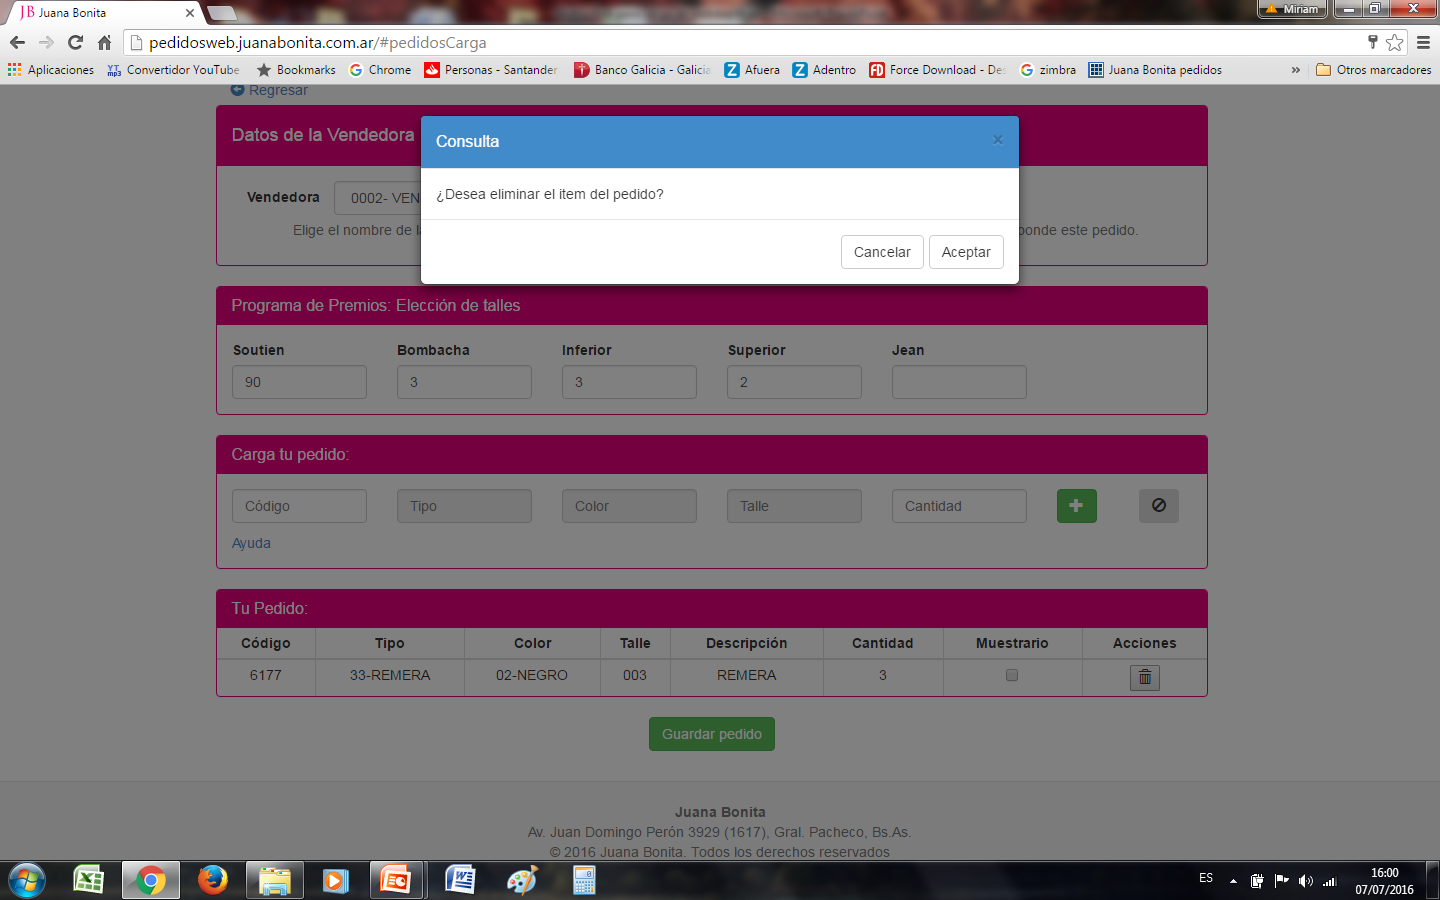 Juana Bonita
Miriam
pedidosweb.juanabonita.com.ar/#pedidosCarga
Aplicaciones
Convertidor YouTube
Bookmarks
Chrome
Personas - Santander
Banco Galicia - Galicia
Afuera
Adentro
Force Download - De
zimbra
Juana Bonita pedidos
»
Otros marcadores
Regresar
Datos de la Vendedora
Consulta
×
¿Desea eliminar el item del pedido?
Cancelar
Aceptar
Vendedora
0002- VEN
Elige el nombre de l
ponde este pedido.
Programa de Premios: Elección de talles
Soutien Bombacha Inferior Superior Jean
90 3 3 2
Carga tu pedido:
Código Tipo Color Talle Cantidad
Ayuda
Tu Pedido:
Código Tipo Color Talle Descripción Cantidad Muestrario Acciones
6177 33-REMERA 02-NEGRO 003 REMERA 3
Guardar pedido
Juana Bonita
Av. Juan Domingo Perón 3929 (1617), Gral. Pacheco, Bs.As.
© 2016 Juana Bonita. Todos los derechos reservados
ES
16:00
07/07/2016